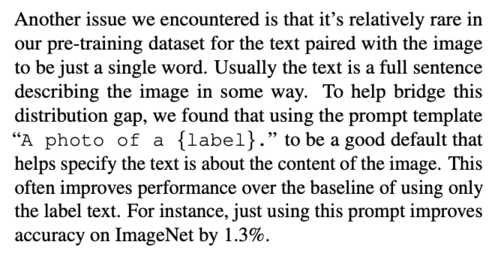 Another issue we encountered is that it's relatively rare in
our pre-training dataset for the text paired with the image
to be just a single word. Usually the text is a full sentence
describing the image in some way. To help bridge this
distribution gap, we found that using the prompt template
“A photo of a {label}.” to be a good default that
helps specify the text is about the content of the image. This
often improves performance over the baseline of using only
the label text. For instance, just using this prompt improves
accuracy on ImageNet by 1.3%.